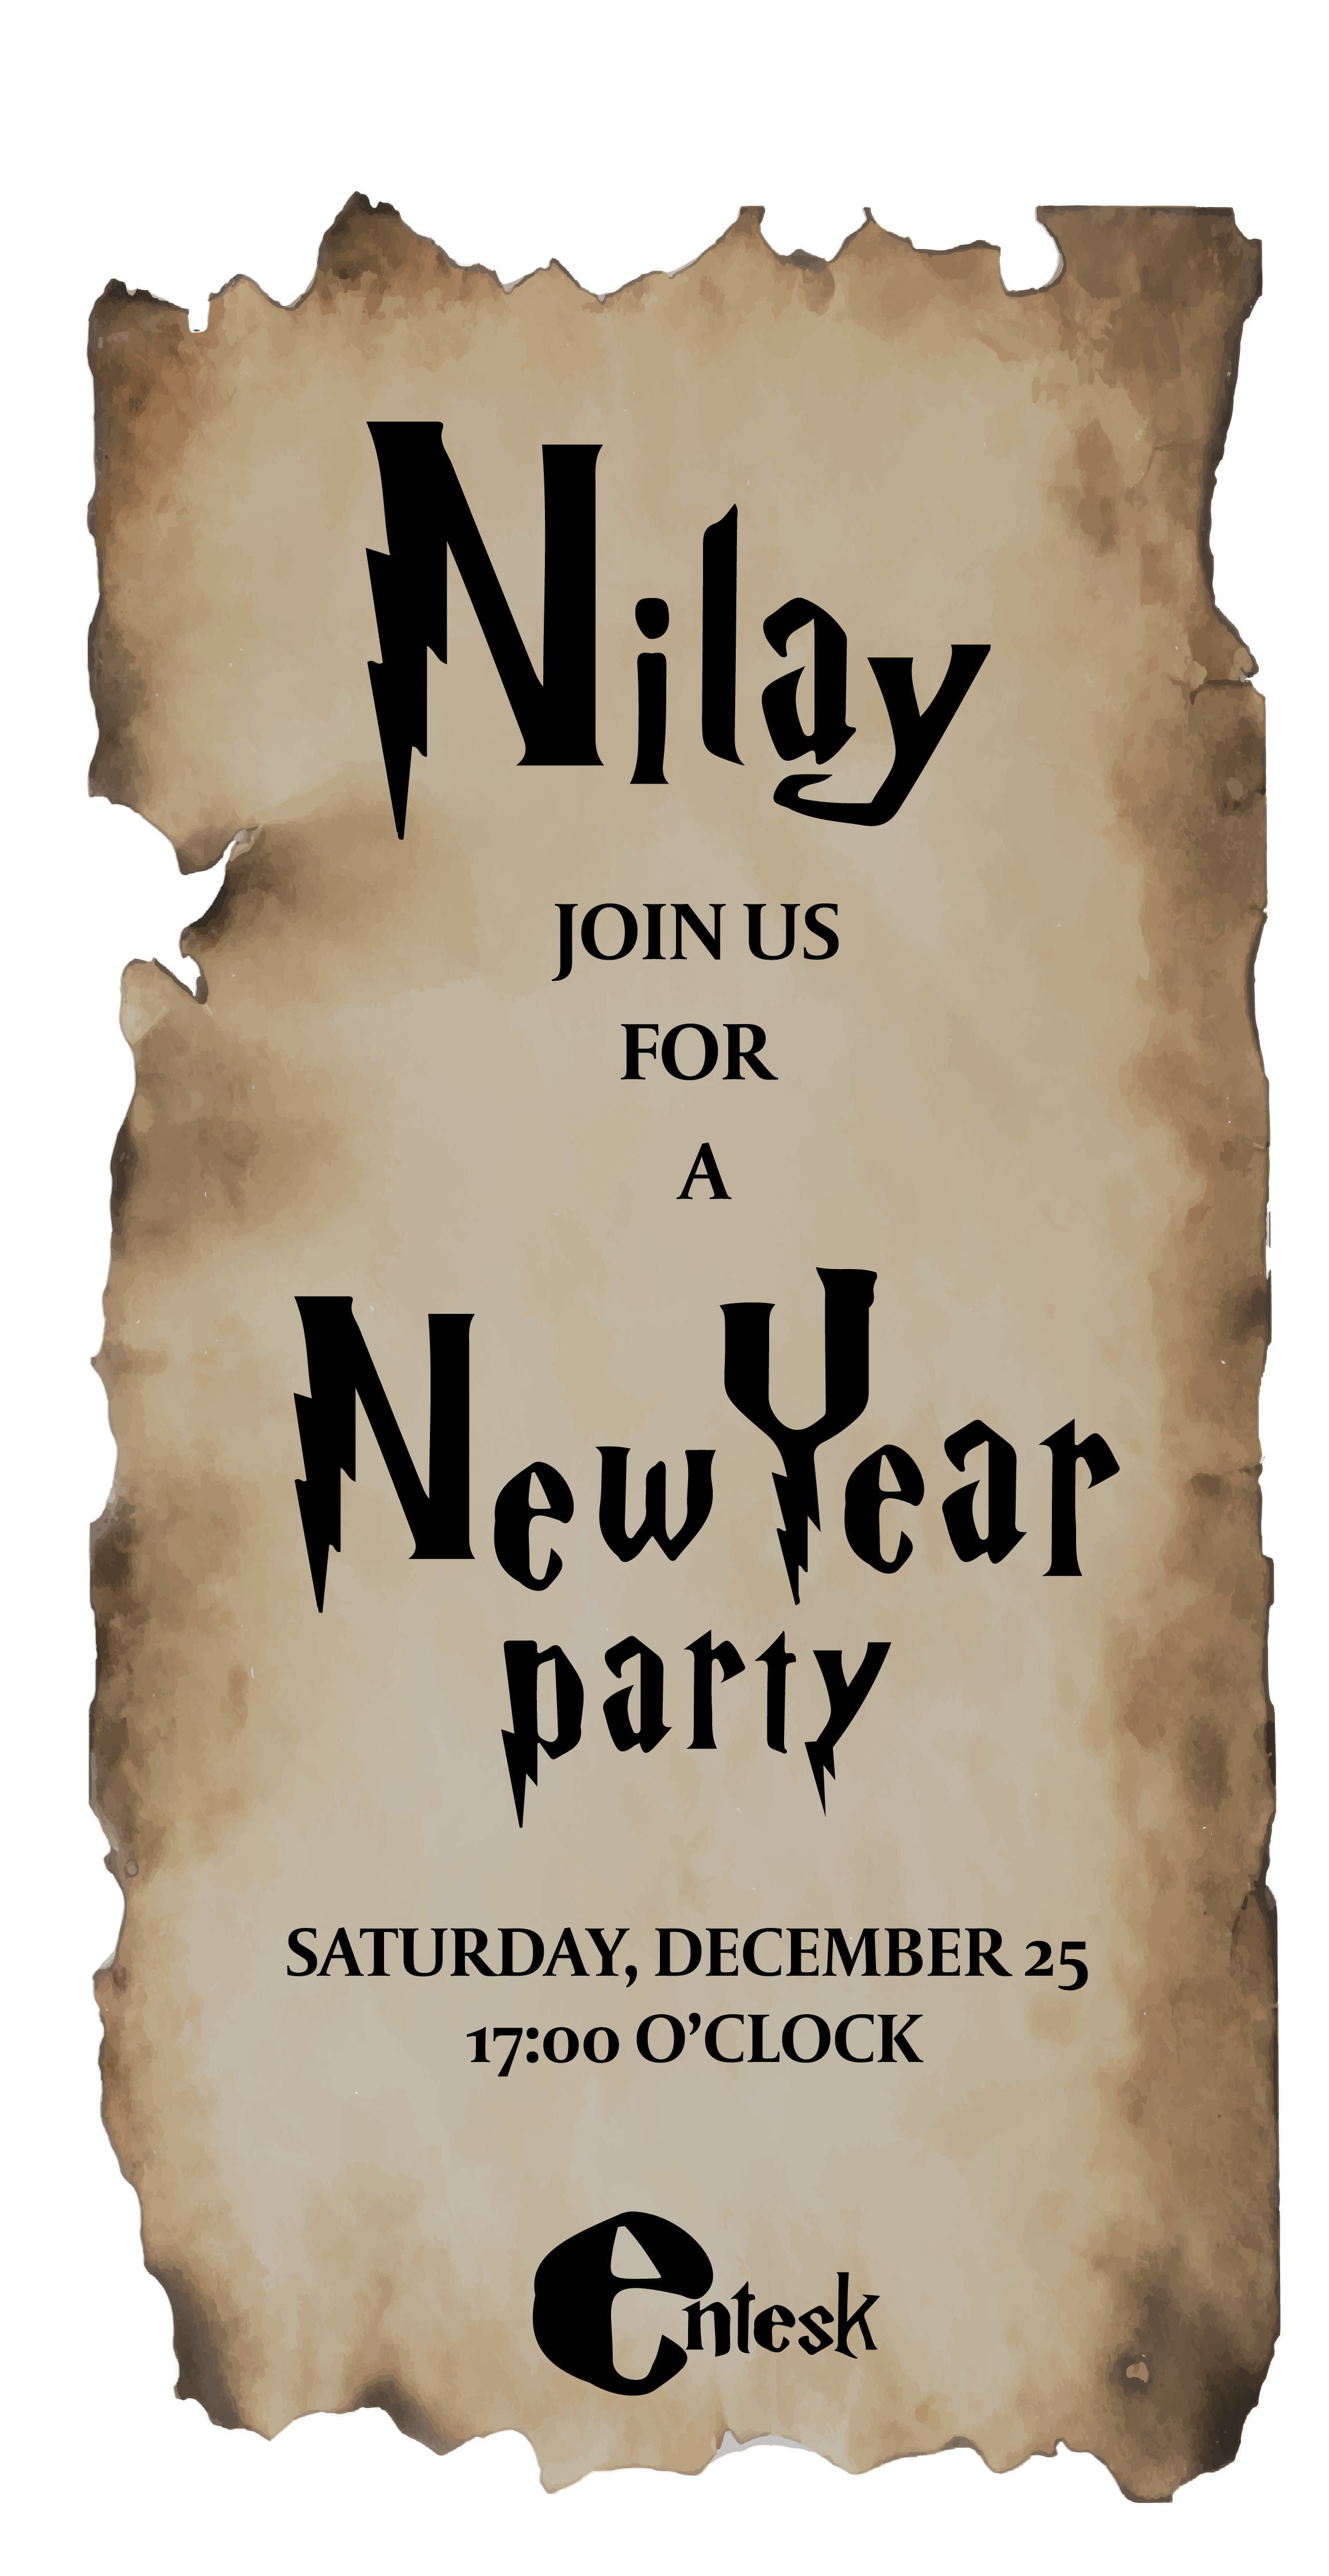 Nilay
JOIN US
FOR
A
New Year
party
SATURDAY, DECEMBER 25
17:00 O’CLOCK
entesk